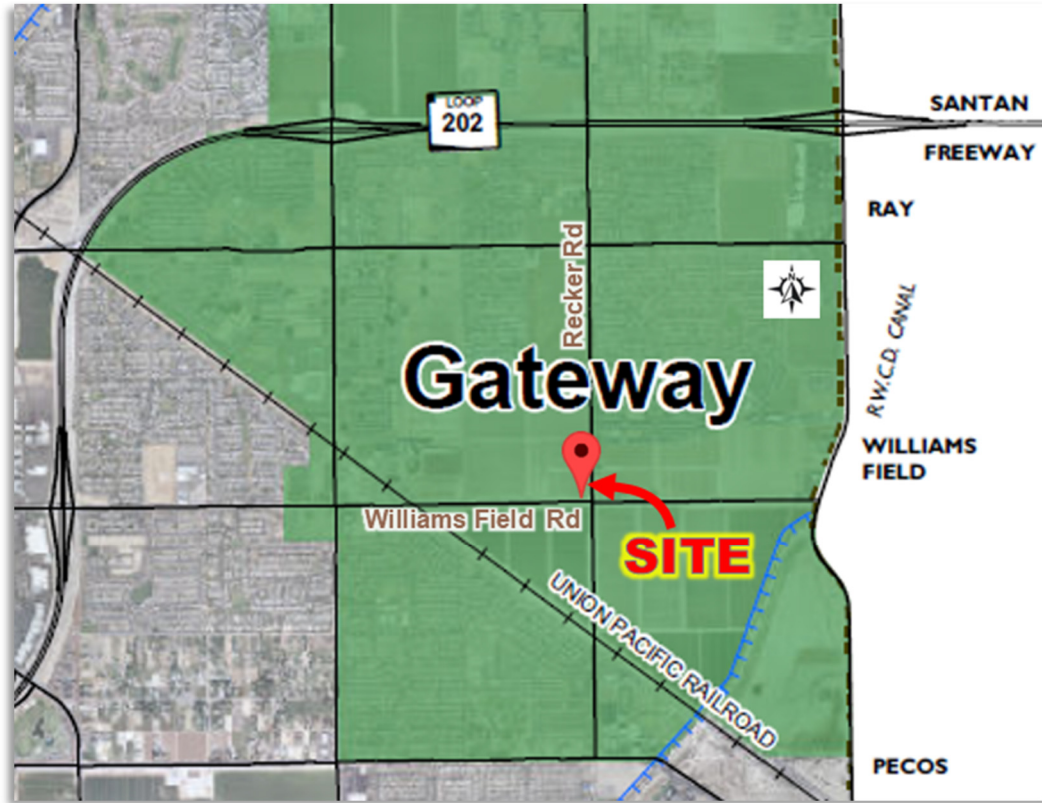 LOOP
202
SANTAN
FREEWAY
RAY
Recker Rd
N
R.W.C.D. CANAL
Gateway
WILLIAMS
FIELD
Williams Field Rd
SITE
UNION PACIFIC RAILROAD
PECOS